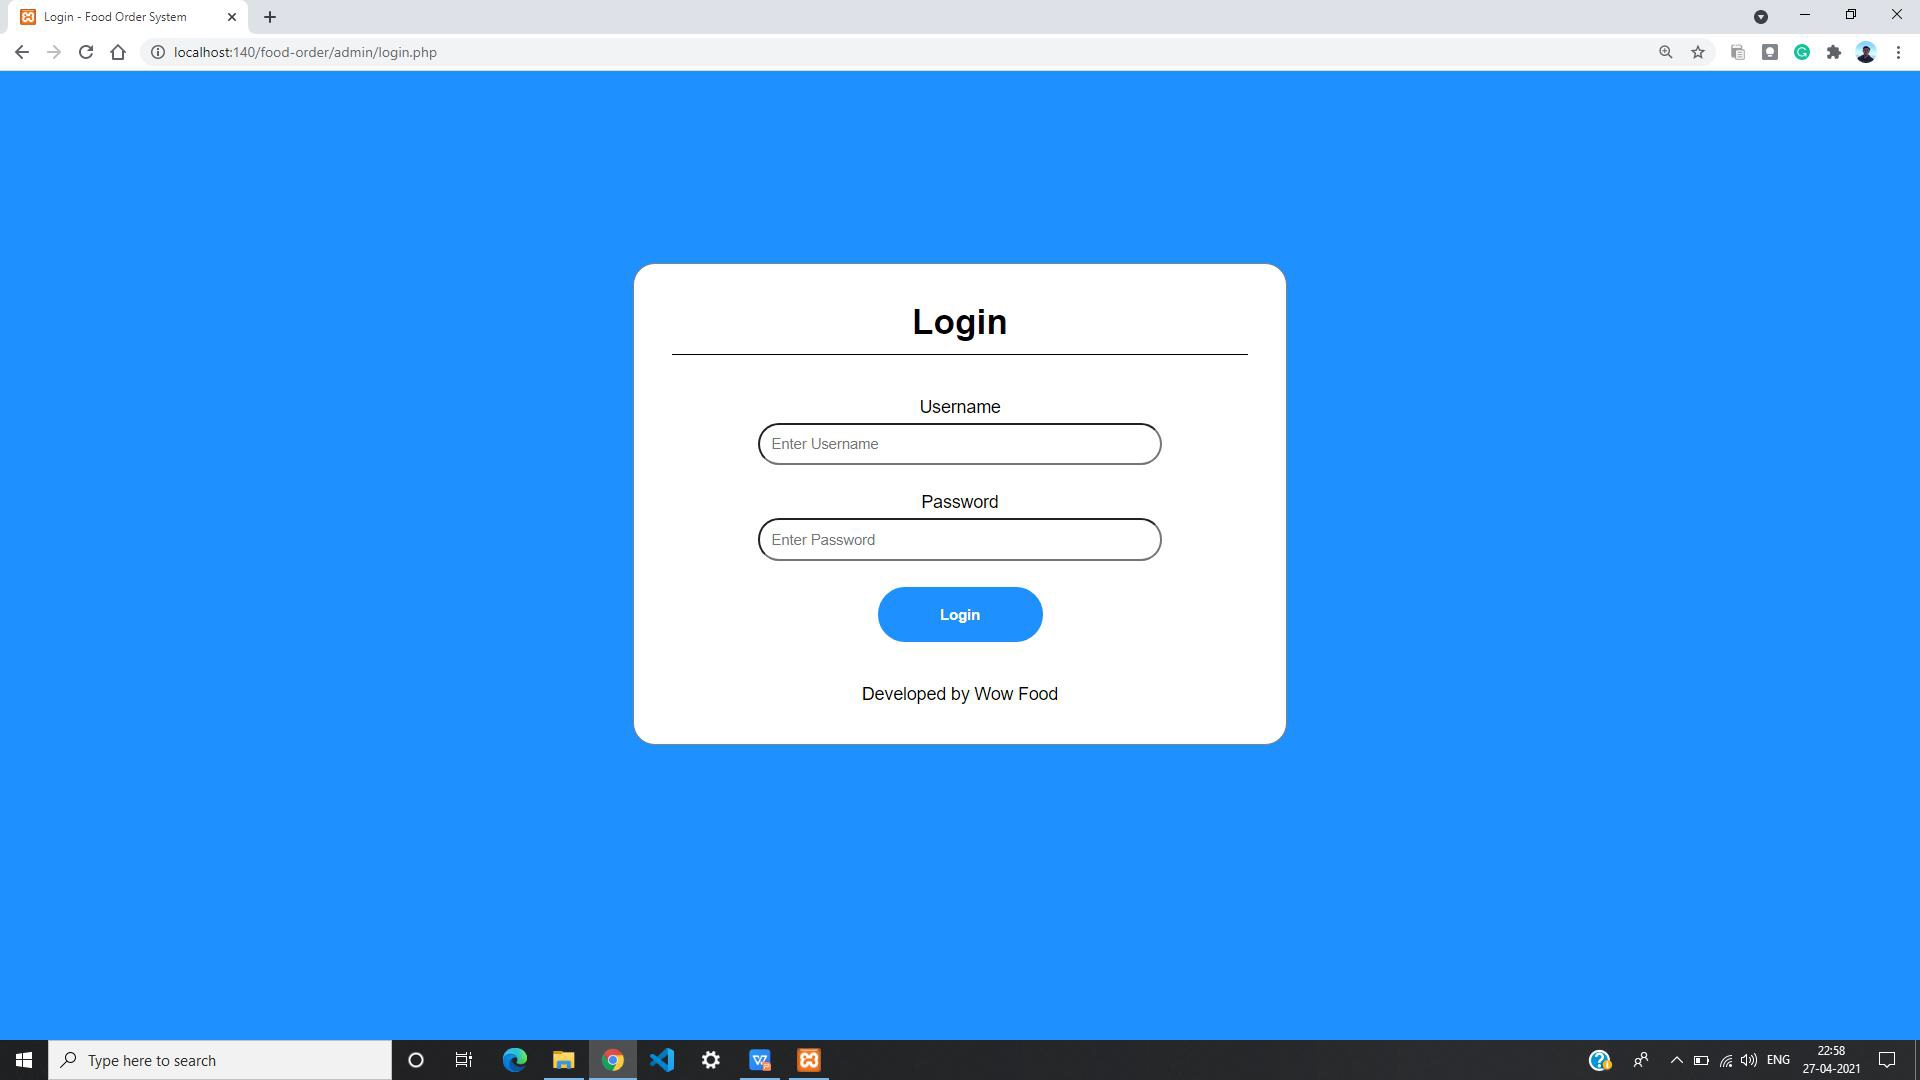 Login - Food Order System
localhost:140/food-order/admin/login.php
Login
Username
Enter Username
Password
Enter Password
Login
Developed by Wow Food
Type here to search
ENG
22:58
27-04-2021